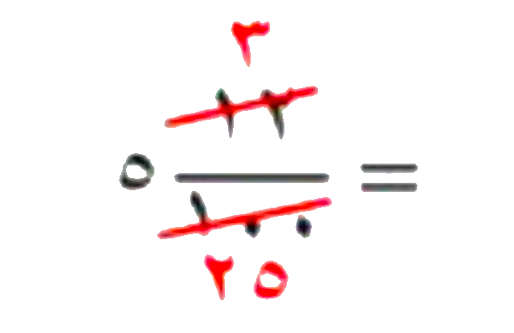 ٣
١٢
٥ — =
١٠٠
٢٥